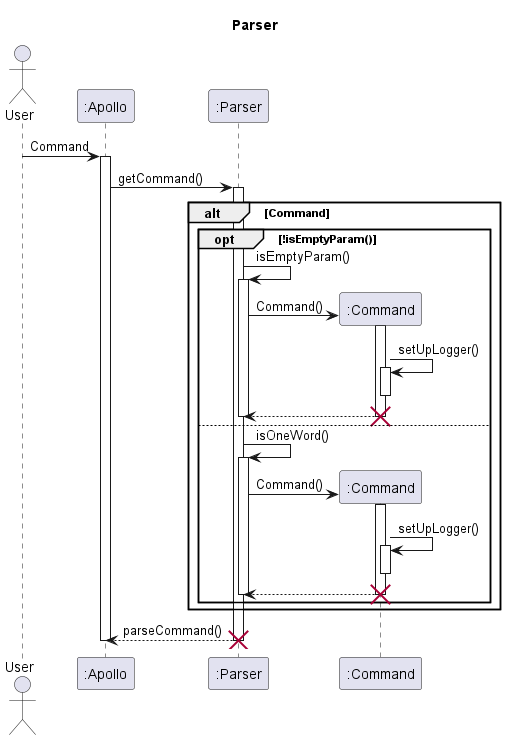 Parser
User
:Apollo
:Parser
Command
getCommand()
alt [Command]
opt [!isEmptyParam()]
isEmptyParam()
Command()
:Command
setUpLogger()
isOneWord()
Command()
:Command
setUpLogger()
parseCommand()
User
:Apollo
:Parser
:Command